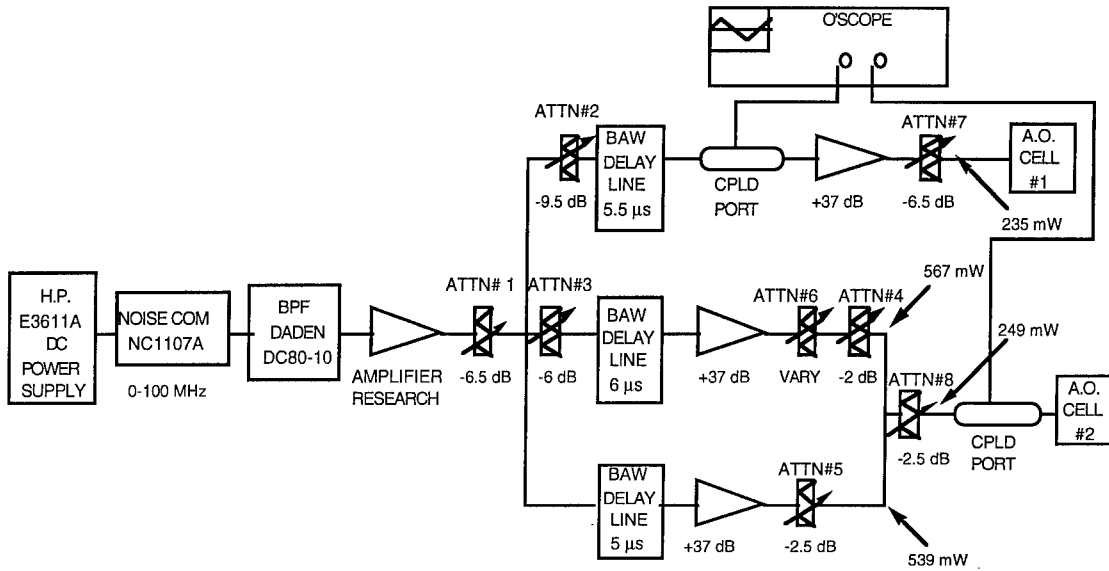 O'SCOPE
ATTN#2
-9.5 dB
BAW
DELAY
LINE
5.5 µs
CPLD
PORT
+37 dB
ATTN#7
-6.5 dB
A.O.
CELL
#1
235 mW
H.P.
E3611A
DC
POWER
SUPPLY
NOISE COM
NC1107A
0-100 MHz
BPF
DADEN
DC80-10
AMPLIFIER
RESEARCH
ATTN# 1
-6.5 dB
ATTN#3
-6 dB
BAW
DELAY
LINE
6 µs
+37 dB
ATTN#6
VARY
ATTN#4
-2 dB
567 mW
249 mW
ATTN#8
-2.5 dB
CPLD
PORT
A.O.
CELL
#2
BAW
DELAY
LINE
5 µs
+37 dB
ATTN#5
-2.5 dB
539 mW